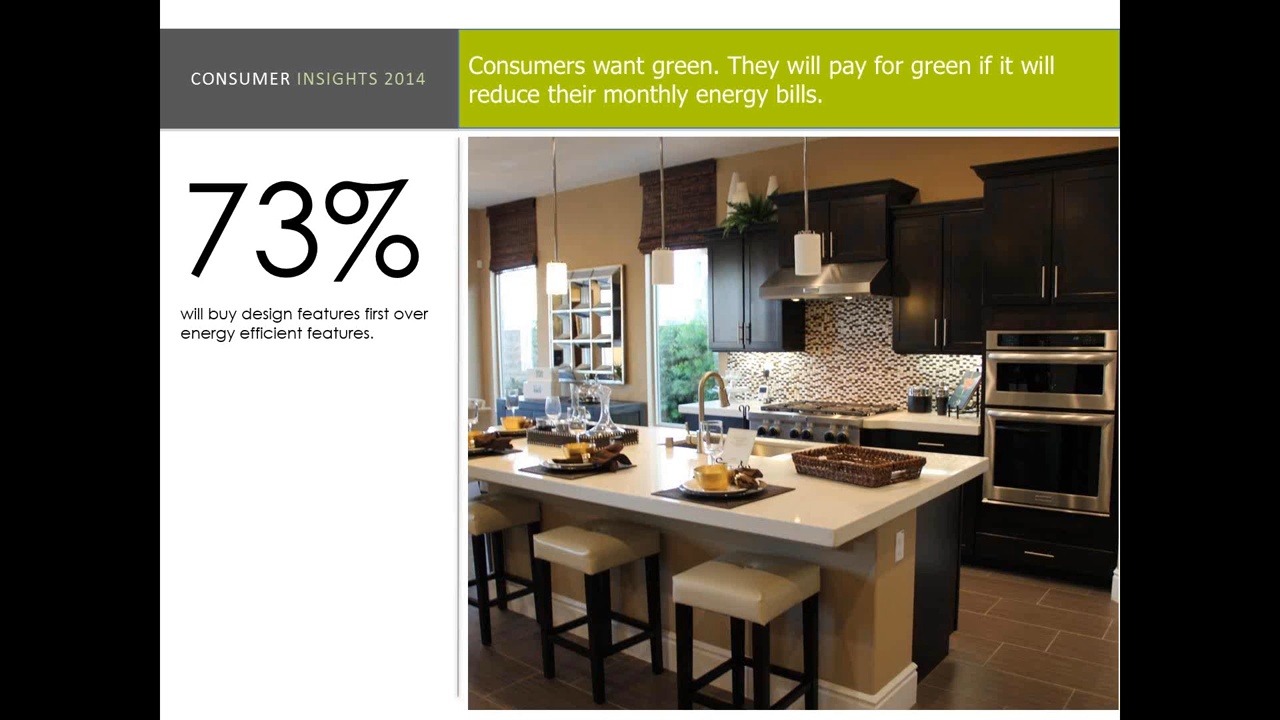 CONSUMER INSIGHTS 2014
Consumers want green. They will pay for green if it will
reduce their monthly energy bills.
73%
will buy design features first over
energy efficient features.